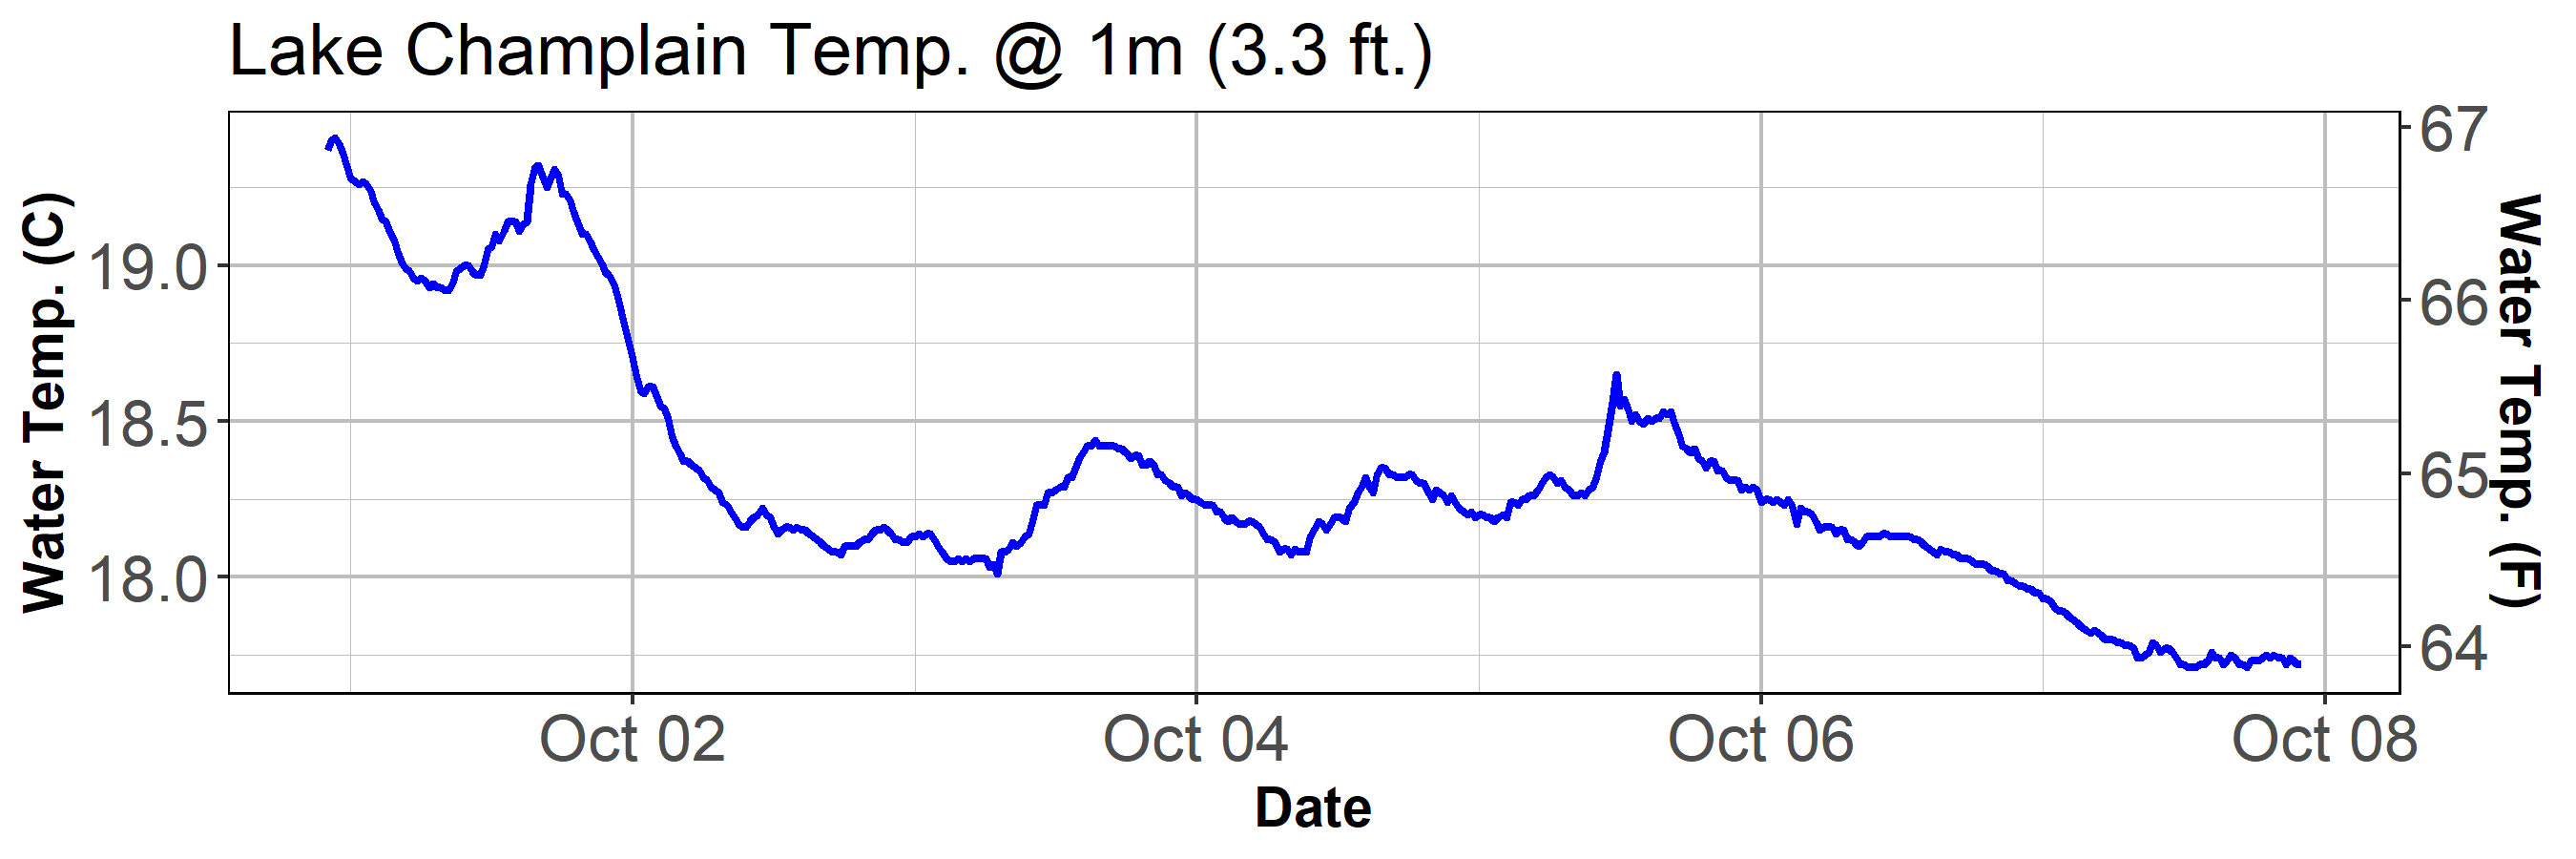 Lake Champlain Temp. @ 1m (3.3 ft.)
Water Temp. (C)
19.0
18.5
18.0
67
66
65
64
Water Temp. (F)
Oct 02 Oct 04 Oct 06 Oct 08
Date